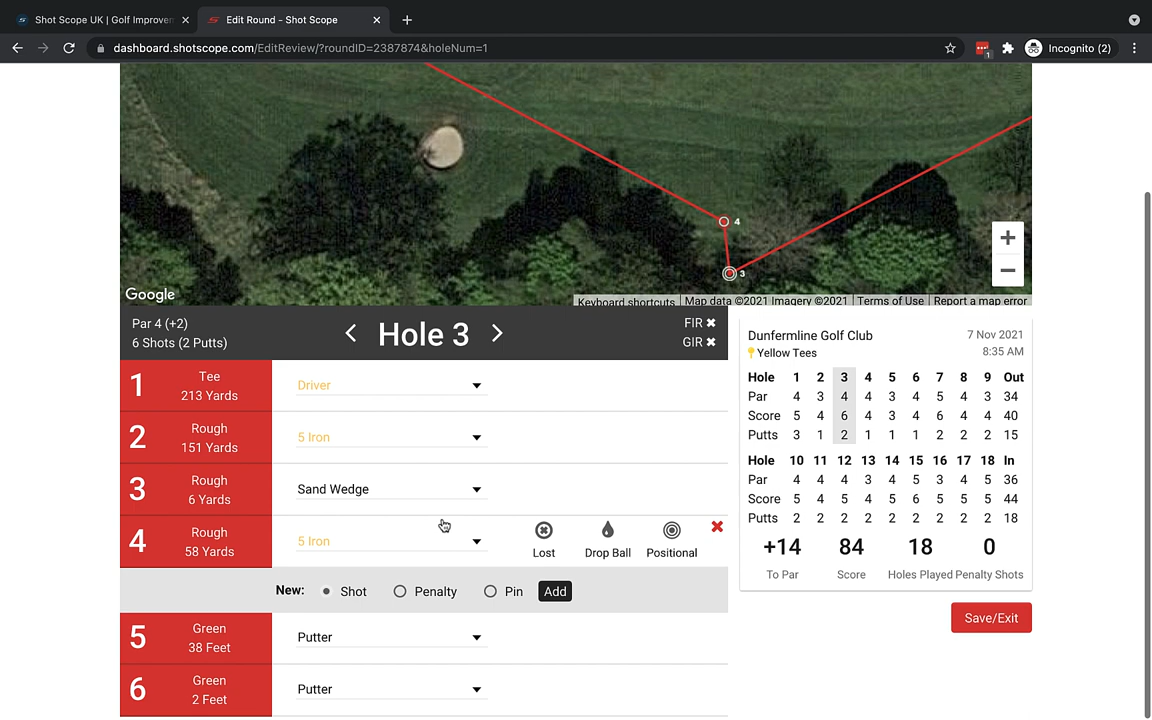 Shot Scope UK | Golf Improvem
Edit Round - Shot Scope
dashboard.shotscope.com/EditReview/?roundID=2387874&holeNum=1
1
Incognito (2)
4
3
Google
Keyboard shortcuts
Map data ©2021 Imagery ©2021
Terms of Use
Report a map error
Par 4 (+2)
6 Shots (2 Putts)
Hole 3
FIR
GIR
1 Tee 213 Yards Driver
2 Rough 151 Yards 5 Iron
3 Rough 6 Yards Sand Wedge
4 Rough 58 Yards 5 Iron
Lost Drop Ball Positional
New: Shot Penalty Pin Add
5 Green 38 Feet Putter
6 Green 2 Feet Putter
Dunfermline Golf Club 7 Nov 2021
Yellow Tees 8:35 AM
Hole 1 2 3 4 5 6 7 8 9 Out
Par 4 3 4 4 3 4 5 4 3 34
Score 5 4 6 4 3 4 6 4 4 40
Putts 3 1 2 1 1 1 2 2 2 15
Hole 10 11 12 13 14 15 16 17 18 In
Par 4 4 4 3 4 5 3 4 5 36
Score 5 4 5 4 5 6 5 5 5 44
Putts 2 2 2 2 2 2 2 2 2 18
+14 84 18 0
To Par Score Holes Played Penalty Shots
Save/Exit